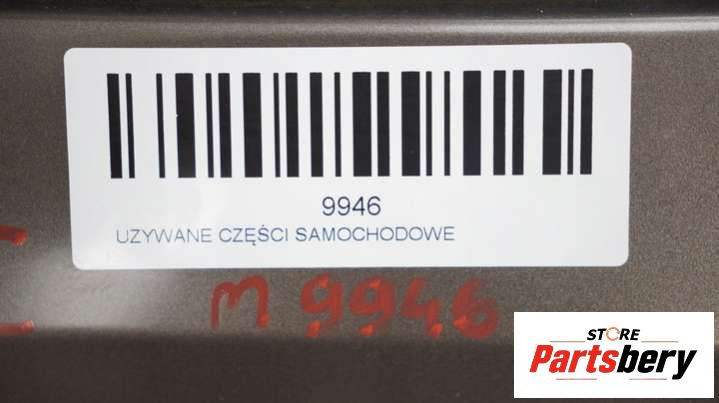 9946
UZYWANE CZĘŚCI SAMOCHODOWE
M 9946
STORE
Partsbery